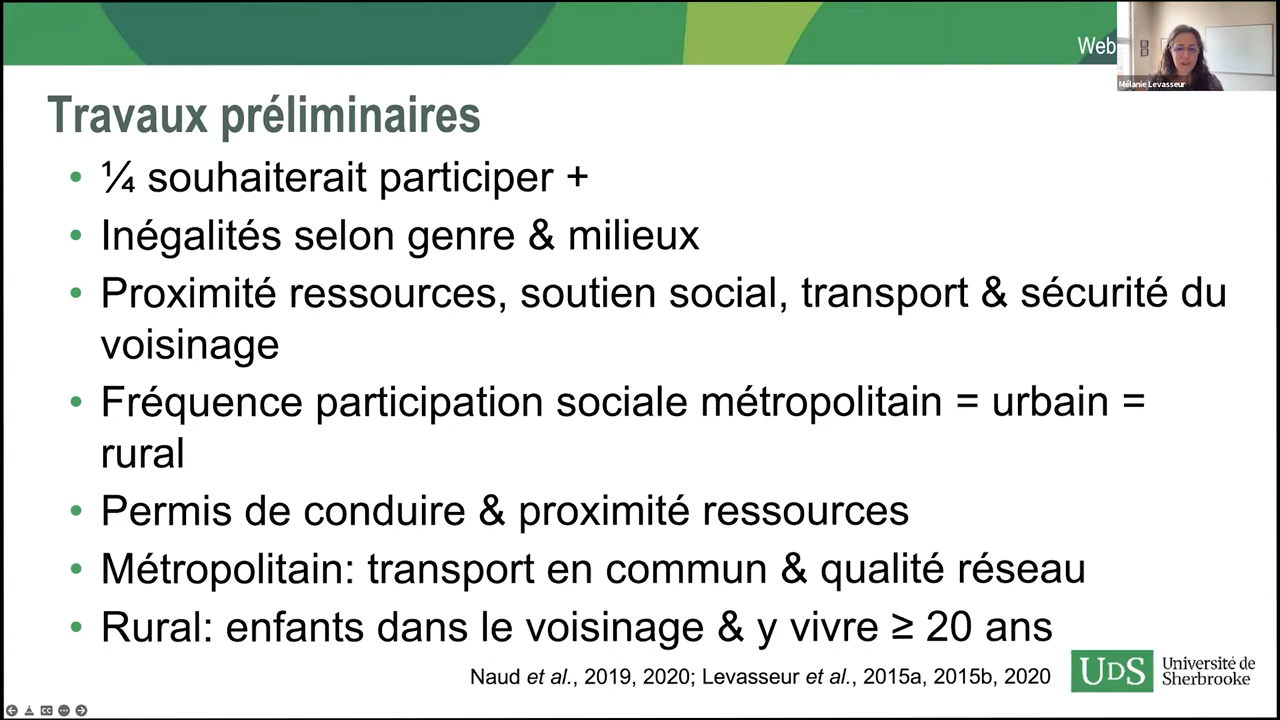 Web
Mélanie Levasseur
Travaux préliminaires
• ¼ souhaiterait participer +
• Inégalités selon genre & milieux
• Proximité ressources, soutien social, transport & sécurité du
voisinage
• Fréquence participation sociale métropolitain = urbain =
rural
• Permis de conduire & proximité ressources
• Métropolitain: transport en commun & qualité réseau
• Rural: enfants dans le voisinage & y vivre ≥ 20 ans
Naud et al., 2019, 2020; Levasseur et al., 2015a, 2015b, 2020
UDS Université de
Sherbrooke